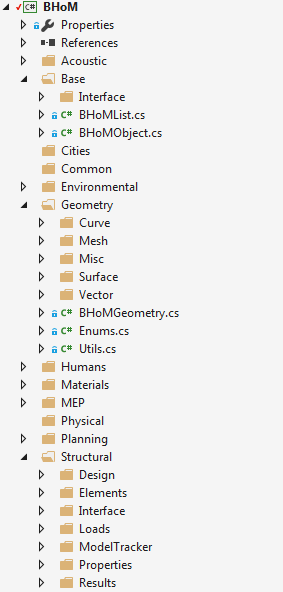 C# BHoM
Properties
References
Acoustic
Base
Interface
C# BHoMList.cs
C# BHoMObject.cs
Cities
Common
Environmental
Geometry
Curve
Mesh
Misc
Surface
Vector
C# BHoMGeometry.cs
C# Enums.cs
C# Utils.cs
Humans
Materials
MEP
Physical
Planning
Structural
Design
Elements
Interface
Loads
ModelTracker
Properties
Results